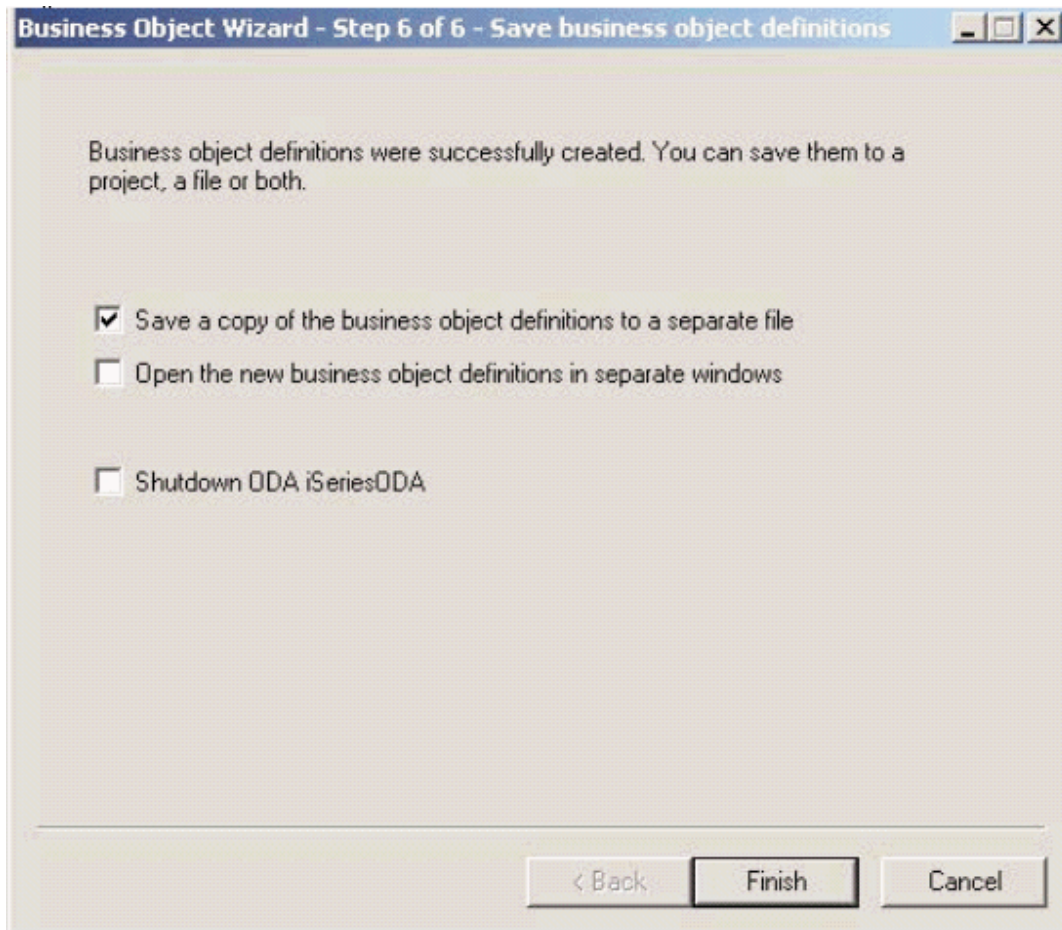 Business Object Wizard - Step 6 of 6 - Save business object definitions
Business object definitions were successfully created. You can save them to a
project, a file or both.
Save a copy of the business object definitions to a separate file
Open the new business object definitions in separate windows
Shutdown ODA iSeriesODA
< Back
Finish
Cancel